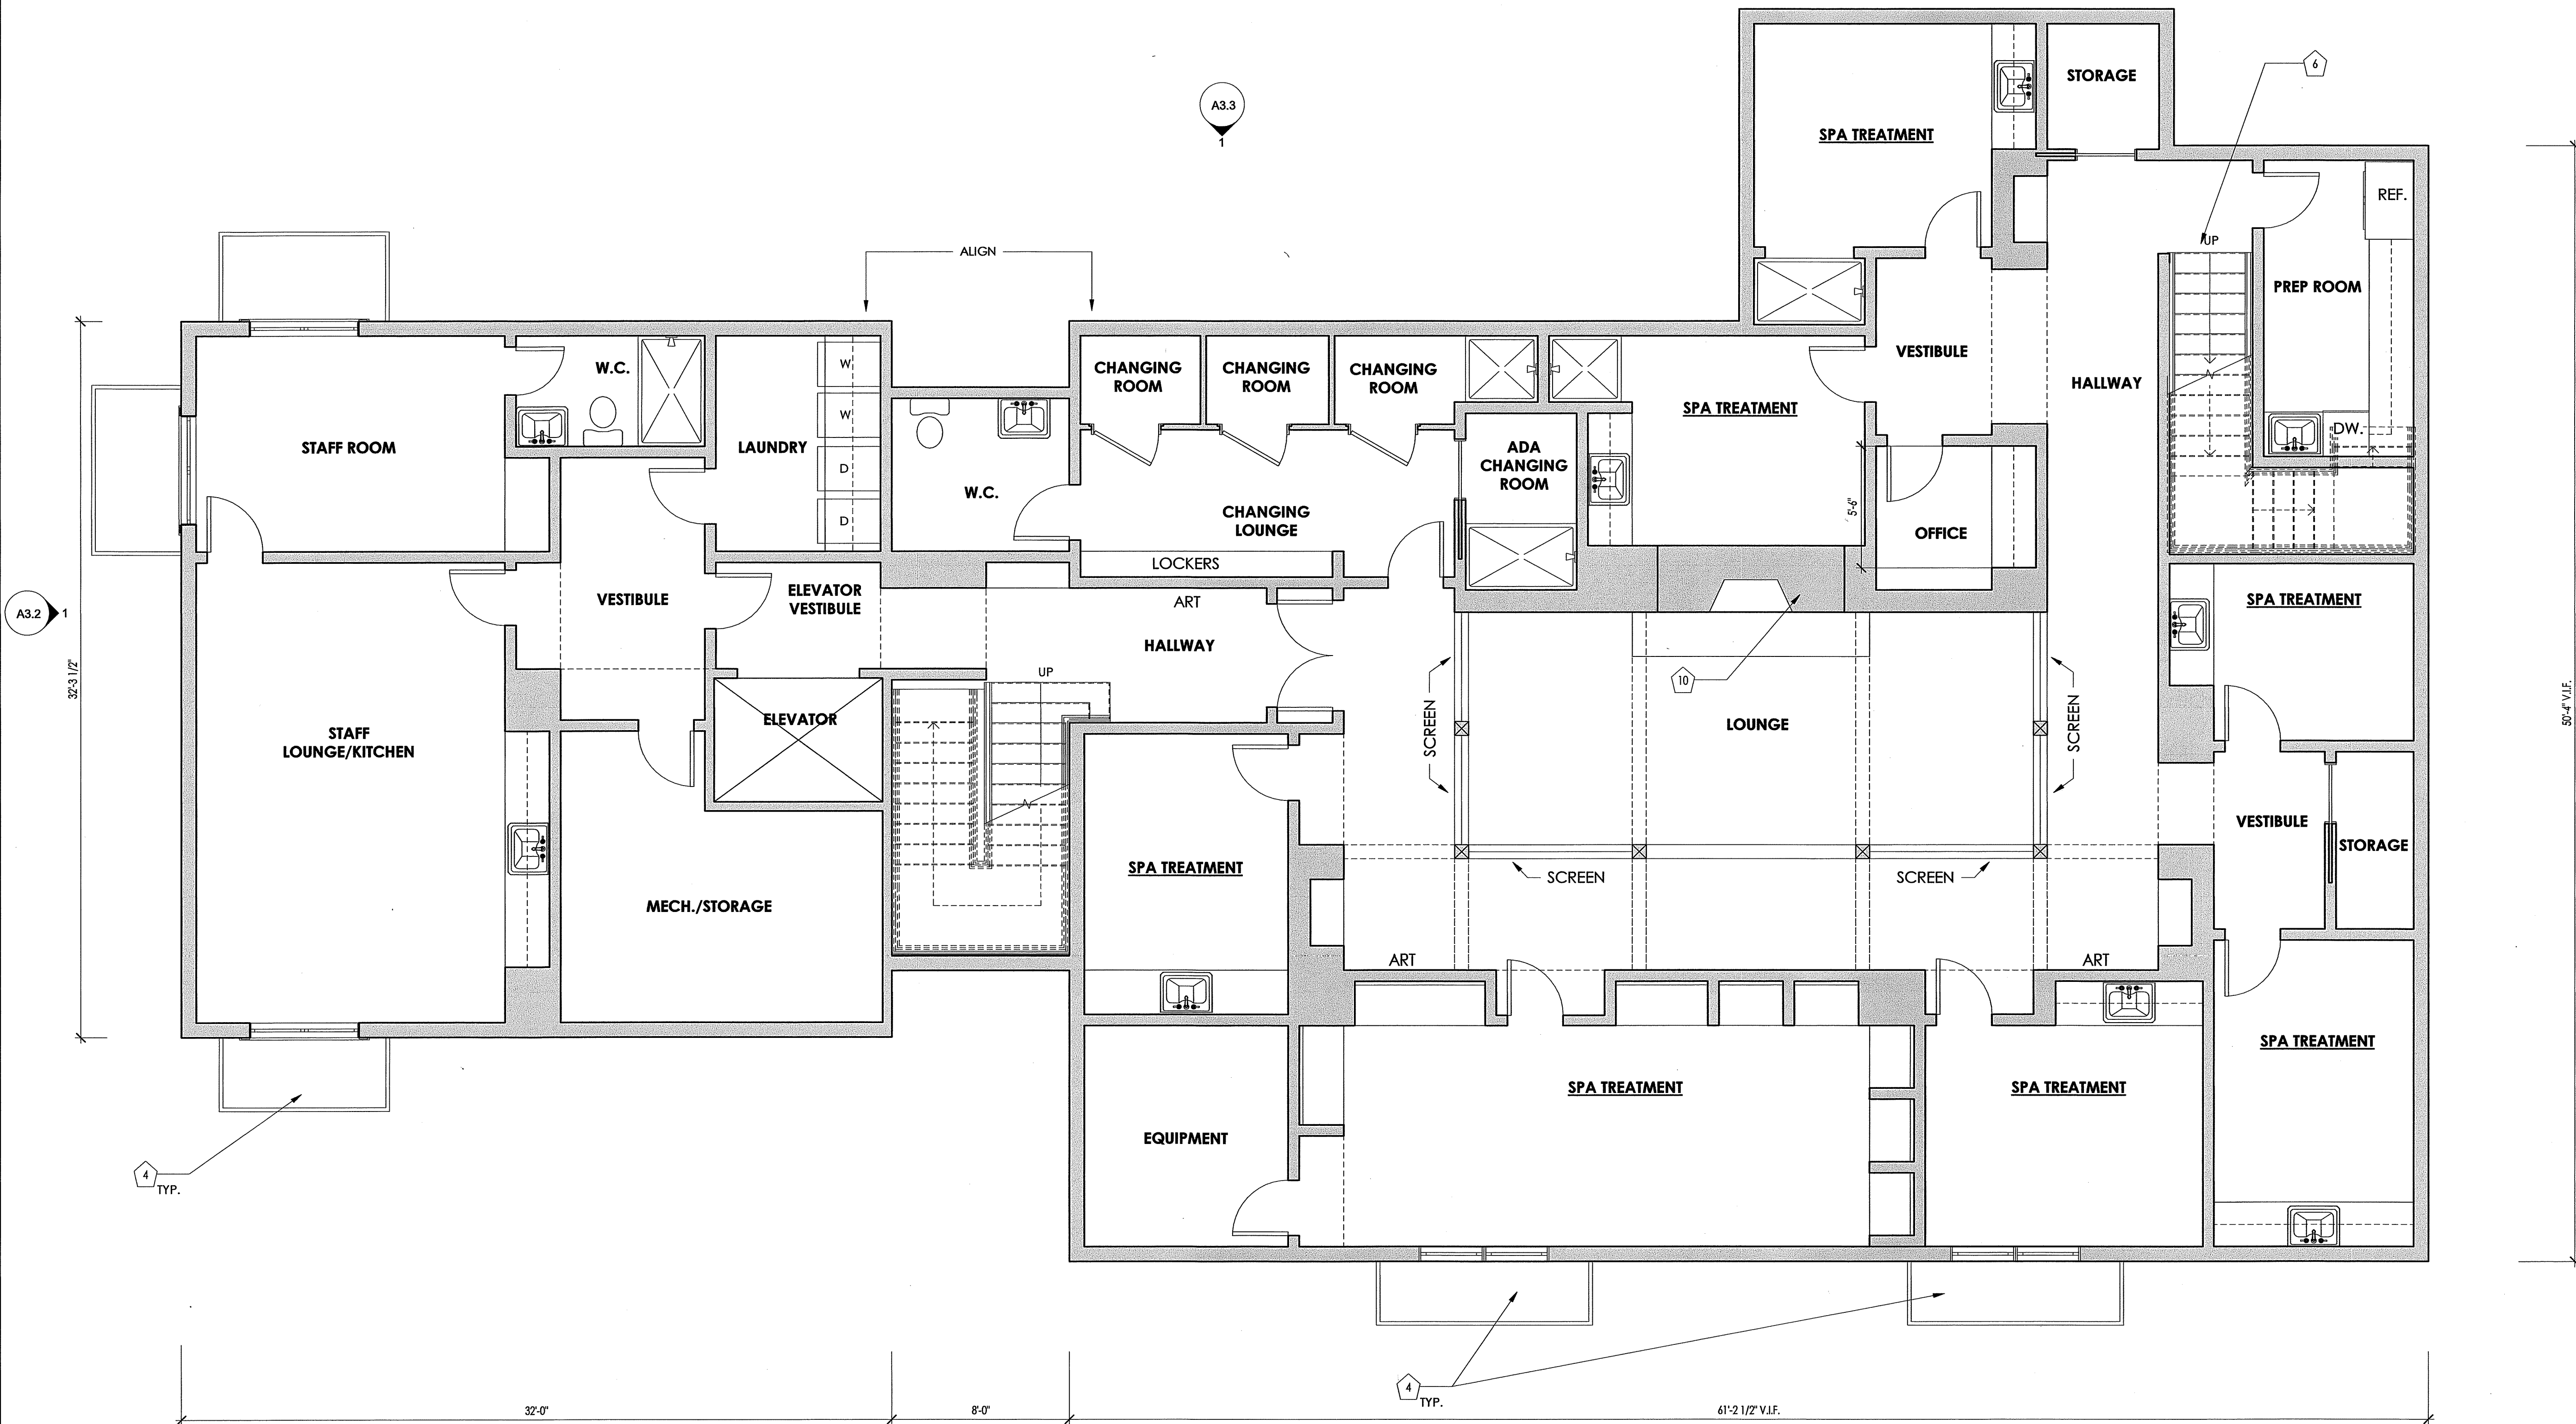 6
STORAGE
A3.3
1
SPA TREATMENT
REF.
UP
ALIGN
PREP ROOM
W.C.
W
CHANGING
ROOM
CHANGING
ROOM
CHANGING
ROOM
VESTIBULE
HALLWAY
W
SPA TREATMENT
DW.
STAFF ROOM
LAUNDRY
D
ADA
CHANGING
ROOM
W.C.
5'-6"
CHANGING
LOUNGE
D
OFFICE
LOCKERS
A3.2
1
VESTIBULE
ELEVATOR
VESTIBULE
ART
SPA TREATMENT
HALLWAY
32'-3 1/2"
UP
10
50'-4" V.I.F.
ELEVATOR
SCREEN
LOUNGE
SCREEN
STAFF
LOUNGE/KITCHEN
VESTIBULE
STORAGE
SPA TREATMENT
SCREEN
SCREEN
MECH./STORAGE
ART
ART
SPA TREATMENT
SPA TREATMENT
SPA TREATMENT
EQUIPMENT
4
TYP.
4
TYP.
32'-0"
8'-0"
61'-2 1/2" V.I.F.